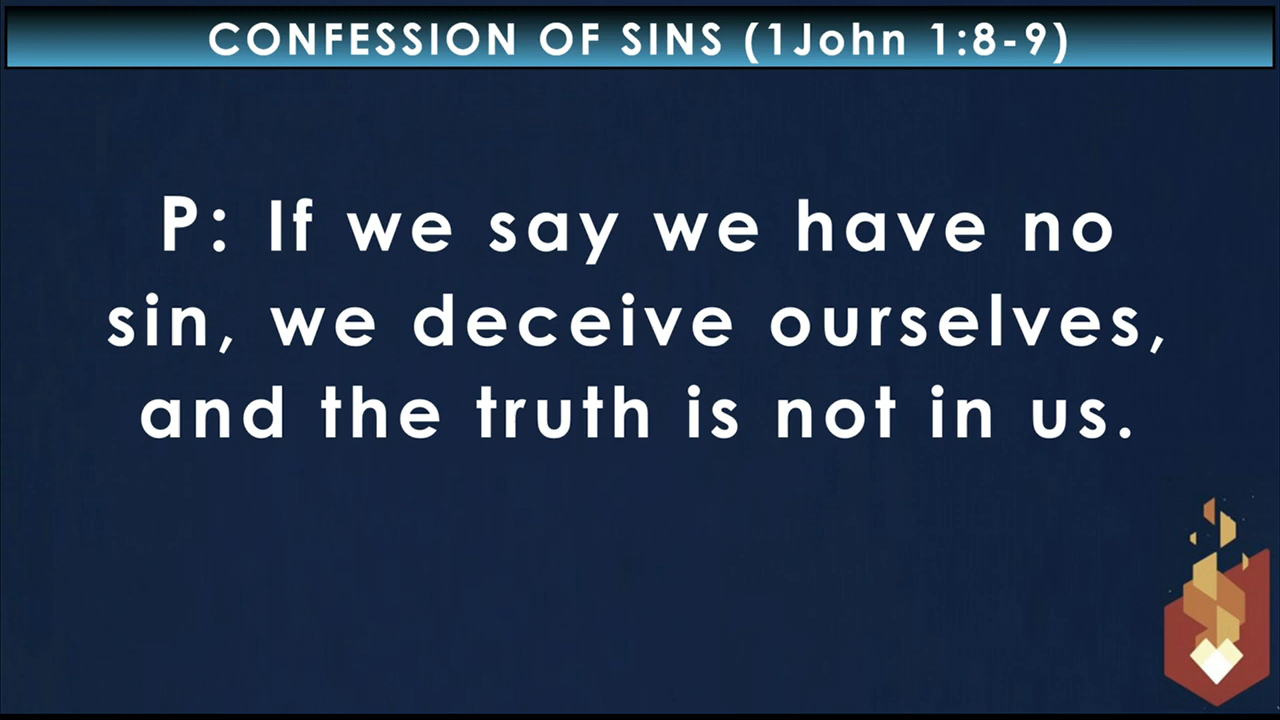 CONFESSION OF SINS (1John 1:8-9)
P: If we say we have no
sin, we deceive ourselves,
and the truth is not in us.